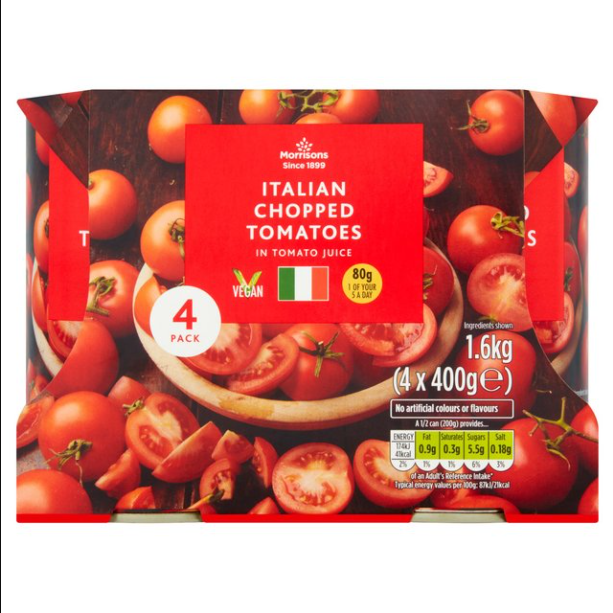 Morrisons
Since 1899
ITALIAN
CHOPPED
TOMATOES
IN TOMATO JUICE
VEGAN
80g
1 OF YOUR
5 A DAY
T
S
4
PACK
Ingredients shown
1.6kg
(4 x 400g℮)
No artificial colours or flavours
A 1/2 can (200g) provides...
ENERGY Fat Saturates Sugars Salt
174kJ
41kcal 0.9g 0.3g 5.5g 0.18g
2% 1% 1% 6% 3%
of an Adult's Reference Intake*
Typical energy values per 100g: 87kJ/21kcal